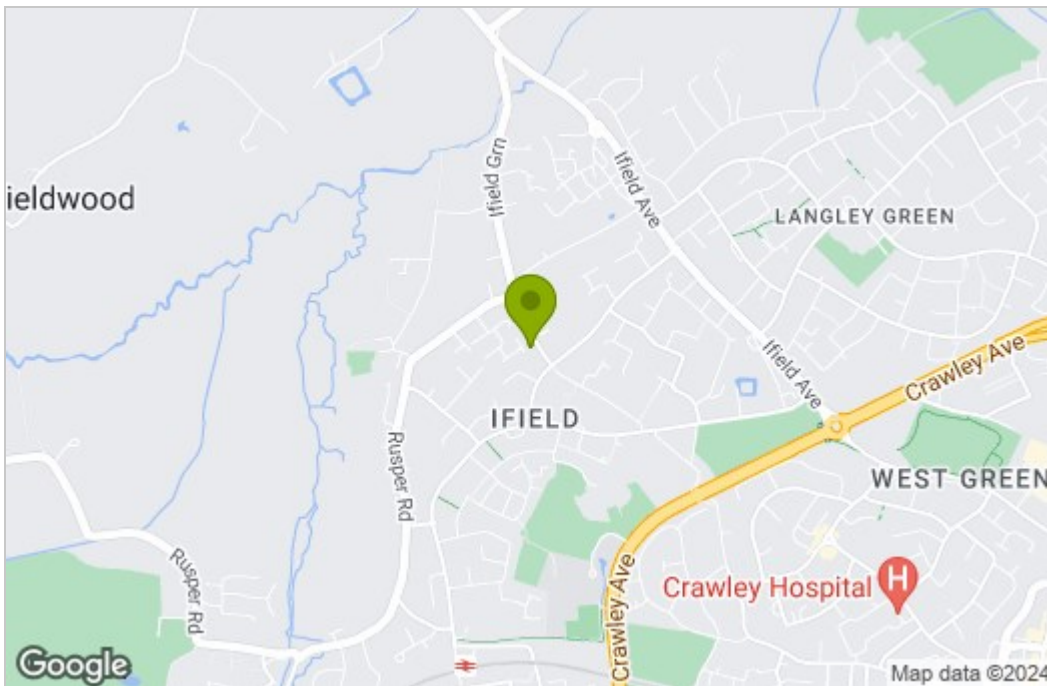 ieldwood
Ifield Grn
Ifield Ave
LANGLEY GREEN
Ifield Ave
Crawley Ave
IFIELD
Rusper Rd
WEST GREEN
Rusper Rd
Crawley Ave
Crawley Hospital
H
Google
Map data ©2024